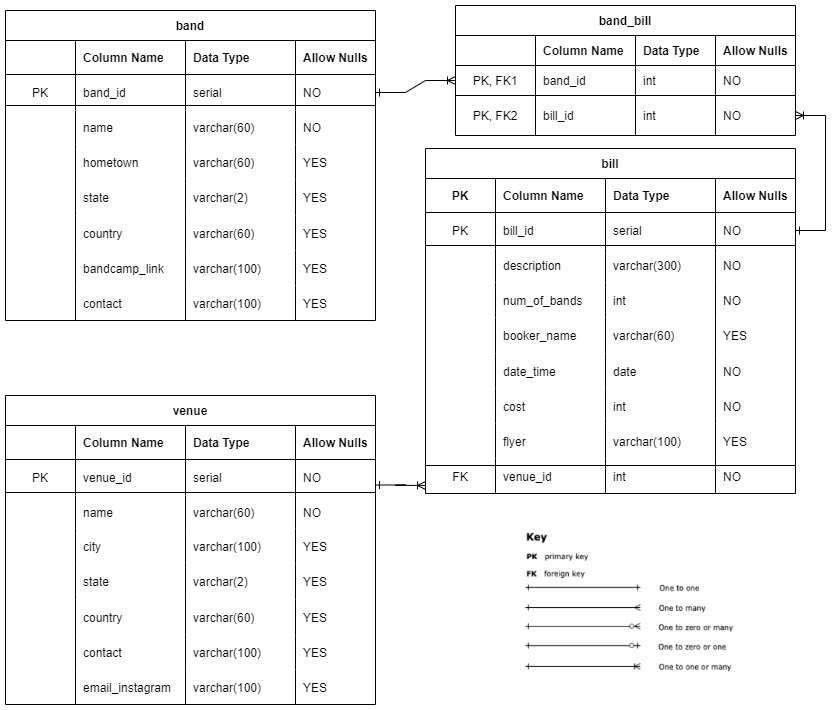 band
Column Name Data Type Allow Nulls
PK band_id serial NO
name varchar(60) NO
hometown varchar(60) YES
state varchar(2) YES
country varchar(60) YES
bandcamp_link varchar(100) YES
contact varchar(100) YES
band_bill
Column Name Data Type Allow Nulls
PK, FK1 band_id int NO
PK, FK2 bill_id int NO
bill
PK Column Name Data Type Allow Nulls
PK bill_id serial NO
description varchar(300) NO
num_of_bands int NO
booker_name varchar(60) YES
date_time date NO
cost int NO
flyer varchar(100) YES
FK venue_id int NO
venue
Column Name Data Type Allow Nulls
PK venue_id serial NO
name varchar(60) NO
city varchar(100) YES
state varchar(2) YES
country varchar(60) YES
contact varchar(100) YES
email_instagram varchar(100) YES
Key
PK primary key
FK foreign key
One to one
One to many
One to zero or many
One to zero or one
One to one or many